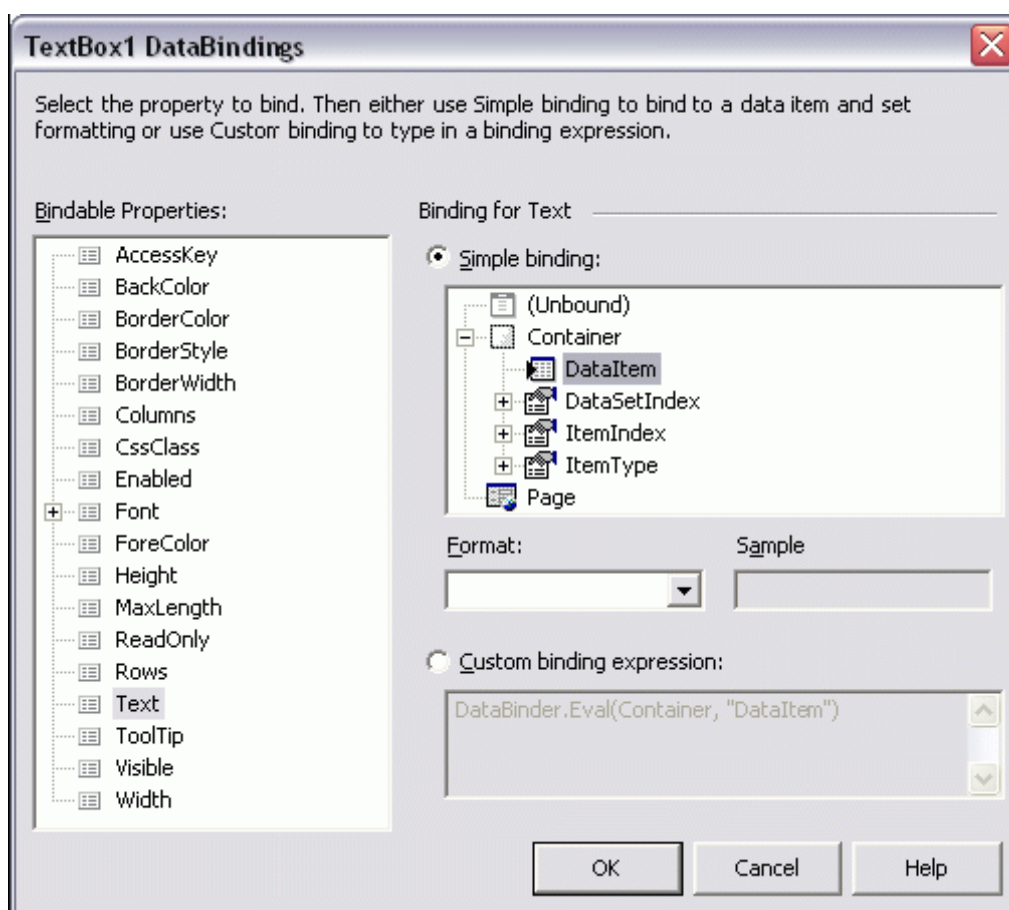 TextBox1 DataBindings
Select the property to bind. Then either use Simple binding to bind to a data item and set
formatting or use Custom binding to type in a binding expression.
Bindable Properties:
AccessKey
BackColor
BorderColor
BorderStyle
BorderWidth
Columns
CssClass
Enabled
Font
ForeColor
Height
MaxLength
ReadOnly
Rows
Text
ToolTip
Visible
Width
Binding for Text
Simple binding:
(Unbound)
Container
DataItem
DataSetIndex
ItemIndex
ItemType
Page
Format:
Sample
Custom binding expression:
DataBinder.Eval(Container, "DataItem")
OK
Cancel
Help